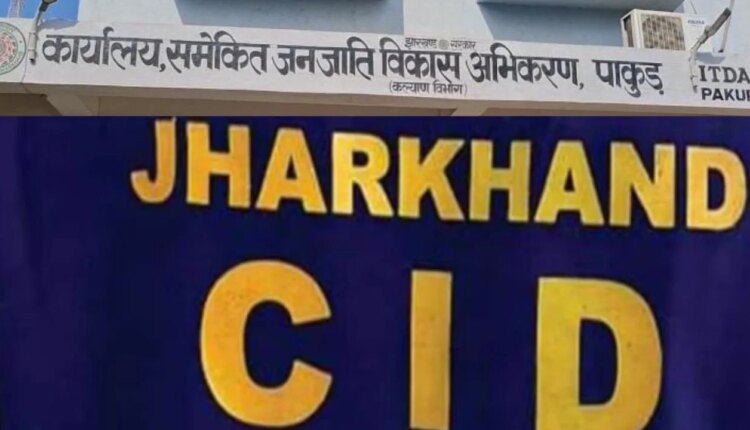 झारखण्ड सरकार
कार्यालय, समेकित जनजाति विकास अभिकरण, पाकुड़
(कल्याण विभाग)
ITDA
PAKUR
JHARKHAND
CID